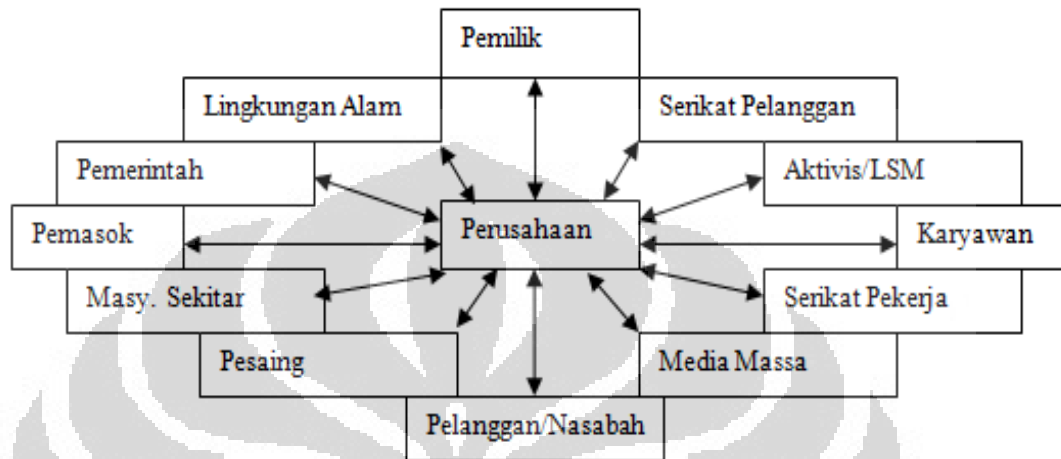 Pemilik
Lingkungan Alam
Serikat Pelanggan
Pemerintah
Aktivis/LSM
Pemasok
Perusahaan
Karyawan
Masy. Sekitar
Serikat Pekerja
Pesaing
Media Massa
Pelanggan/Nasabah